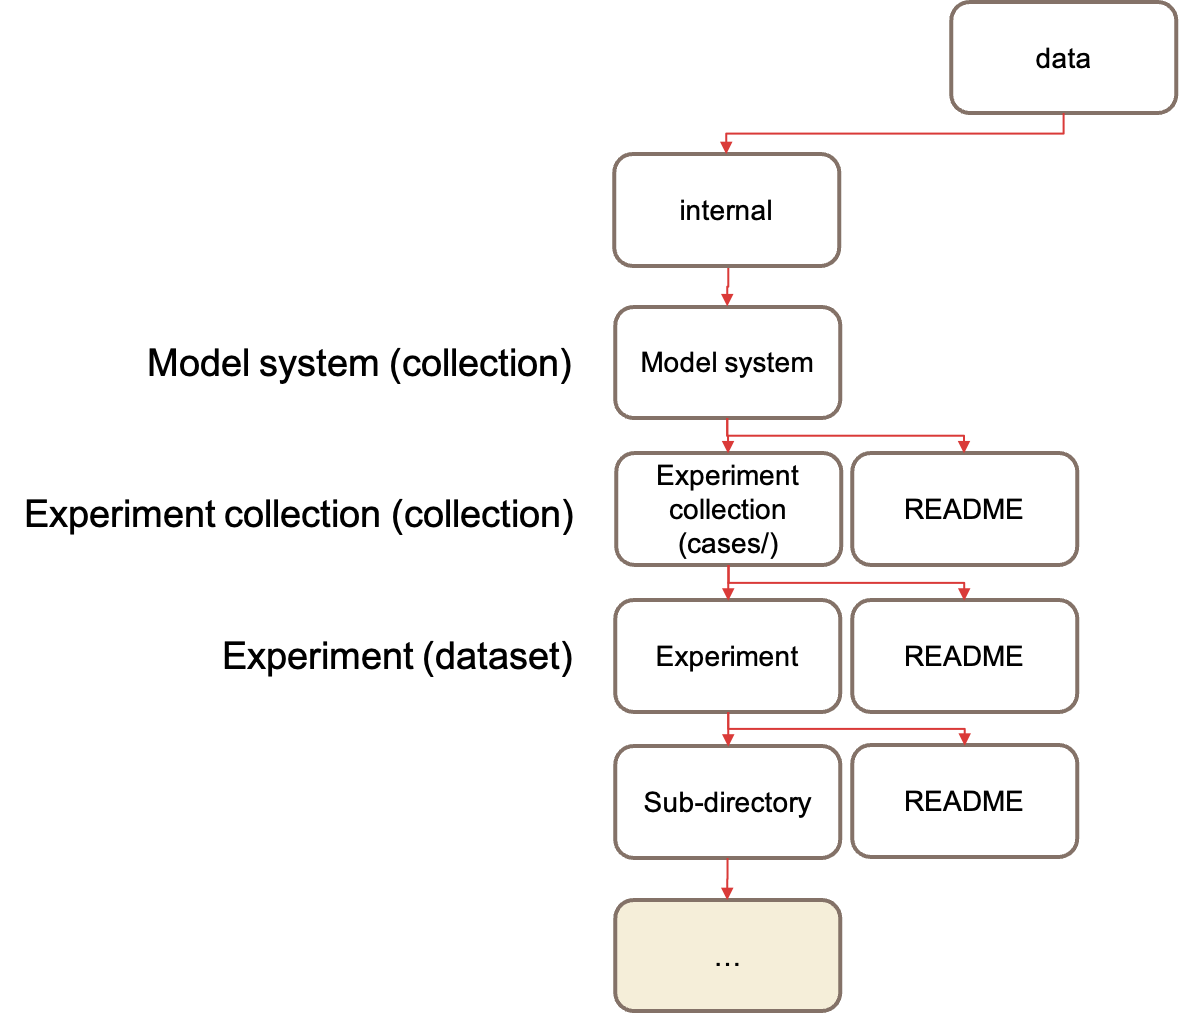 data
internal
Model system (collection)
Model system
Experiment collection (collection)
Experiment
collection
(cases/)
README
Experiment (dataset)
Experiment
README
Sub-directory
README
...